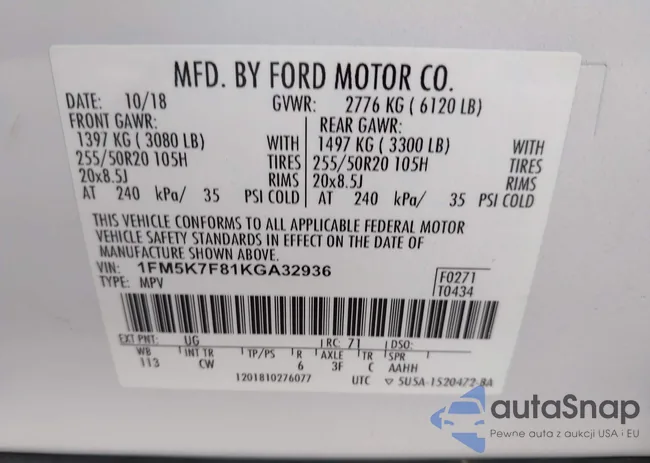 MFD. BY FORD MOTOR CO.
DATE: 10/18 GVWR: 2776 KG ( 6120 LB)
FRONT GAWR: REAR GAWR:
1397 KG ( 3080 LB) WITH 1497 KG ( 3300 LB) WITH
255/50R20 105H TIRES 255/50R20 105H TIRES
20x8.5J RIMS 20x8.5J RIMS
AT 240 kPa/ 35 PSI COLD AT 240 kPa/ 35 PSI COLD
THIS VEHICLE CONFORMS TO ALL APPLICABLE FEDERAL MOTOR
VEHICLE SAFETY STANDARDS IN EFFECT ON THE DATE OF
MANUFACTURE SHOWN ABOVE.
VIN: 1FM5K7F81KGA32936 F0271
TYPE: MPV T0434
EXT PNT: UG RC: 71 DSO:
WB INT TR TP/PS R AXLE TR SPR
113 CW 6 3F C AAHH
1201810276077 UTC ▽ 5U5A-1520472-BA
autaSnap
Pewne auta z aukcji USA i EU